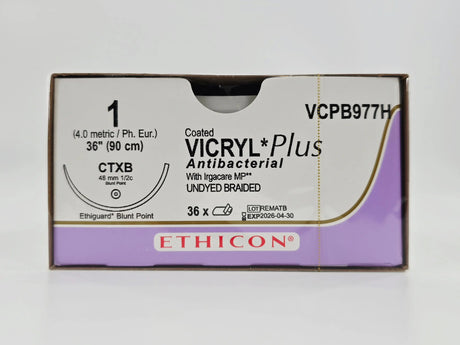 1
(4.0 metric / Ph. Eur.)
36" (90 cm)
CTXB
48 mm 1/2c
Blunt Point
Ethiguard* Blunt Point
VCPB977H
Coated
VICRYL* Plus
Antibacterial
With Irgacare MP**
UNDYED BRAIDED
36 x
LOT REMATB
EXP 2026-04-30
ETHICON®